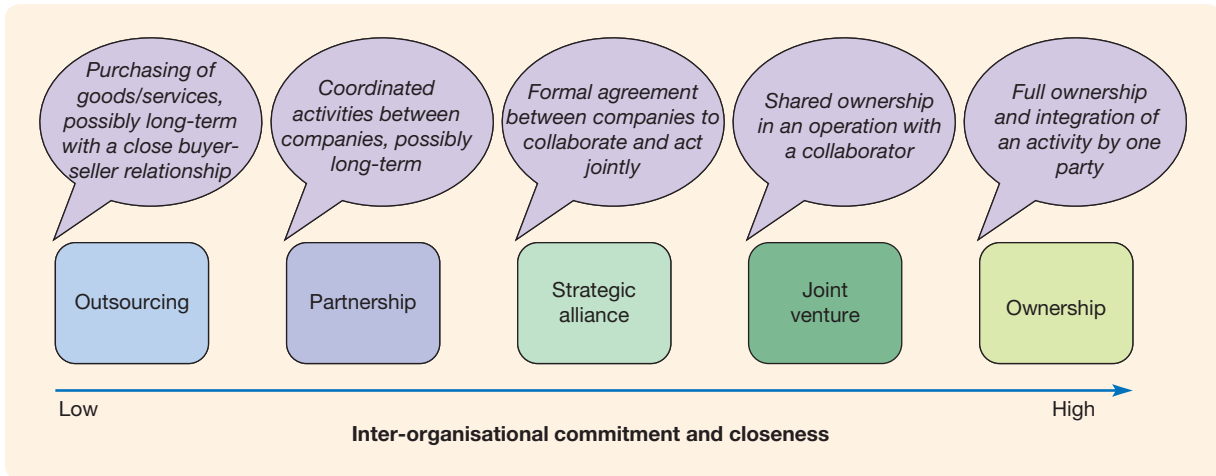 Purchasing of
goods/services,
possibly long-term
with a close buyer-
seller relationship
Coordinated
activities between
companies, possibly
long-term
Formal agreement
between companies to
collaborate and act
jointly
Shared ownership
in an operation with
a collaborator
Full ownership
and integration of
an activity by one
party
Outsourcing
Partnership
Strategic
alliance
Joint
venture
Ownership
Low
High
Inter-organisational commitment and closeness